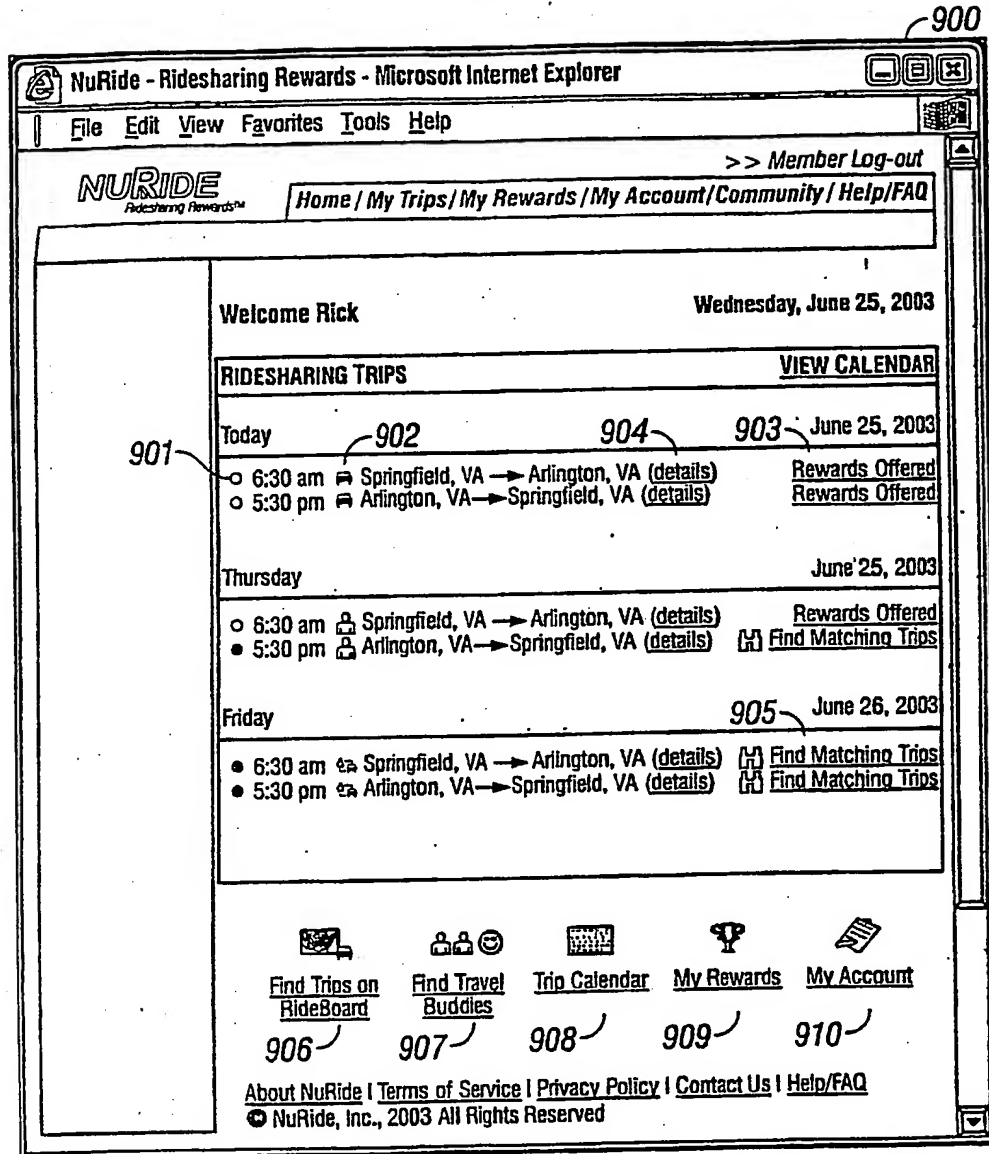 900
NuRide - Ridesharing Rewards - Microsoft Internet Explorer
File Edit View Favorites Tools Help
>> Member Log-out
NURIDE
Ridesharing Rewards™
Home / My Trips / My Rewards / My Account/Community / Help/FAQ
Welcome Rick Wednesday, June 25, 2003
RIDESHARING TRIPS VIEW CALENDAR
Today 902 904 903 June 25, 2003
901 6:30 am Springfield, VA → Arlington, VA (details) Rewards Offered
5:30 pm Arlington, VA → Springfield, VA (details) Rewards Offered
Thursday June 25, 2003
6:30 am Springfield, VA → Arlington, VA (details) Rewards Offered
5:30 pm Arlington, VA → Springfield, VA (details) Find Matching Trips
Friday 905 June 26, 2003
6:30 am Springfield, VA → Arlington, VA (details) Find Matching Trips
5:30 pm Arlington, VA → Springfield, VA (details) Find Matching Trips
Find Trips on Find Travel Trip Calendar My Rewards My Account
RideBoard Buddies
906 907 908 909 910
About NuRide | Terms of Service | Privacy Policy | Contact Us | Help/FAQ
© NuRide, Inc., 2003 All Rights Reserved